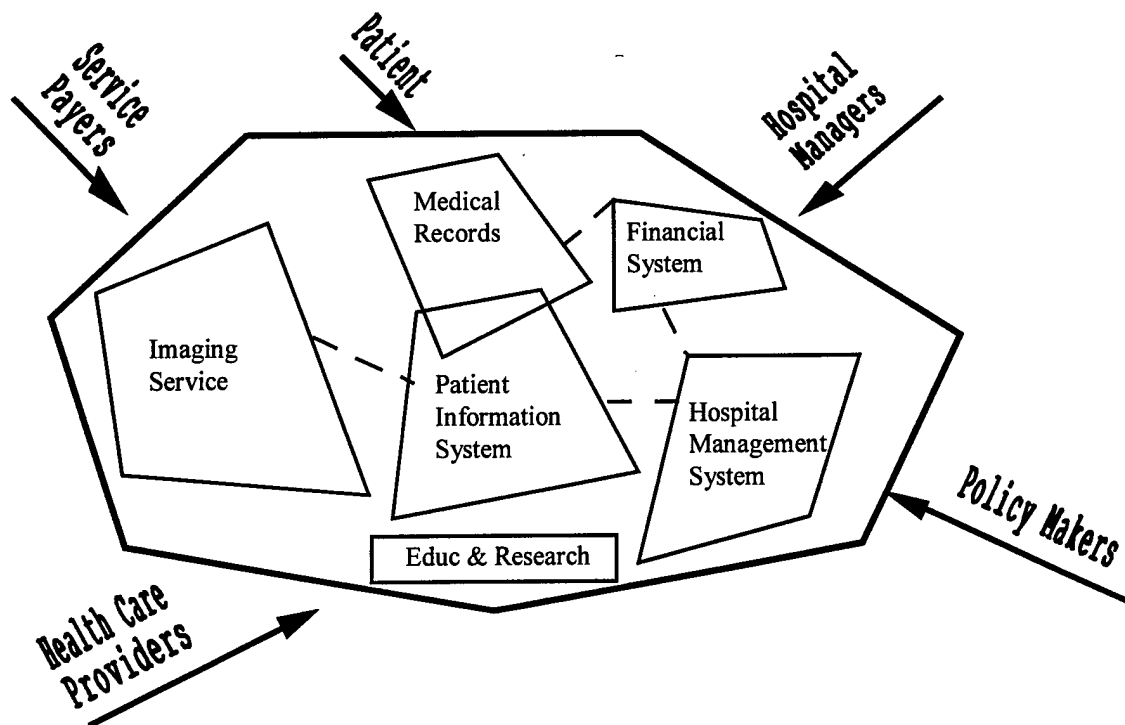 Service
Payers
Patient
Hospital
Managers
Medical
Records
Financial
System
Imaging
Service
Patient
Information
System
Hospital
Management
System
Educ & Research
Policy Makers
Health Care
Providers